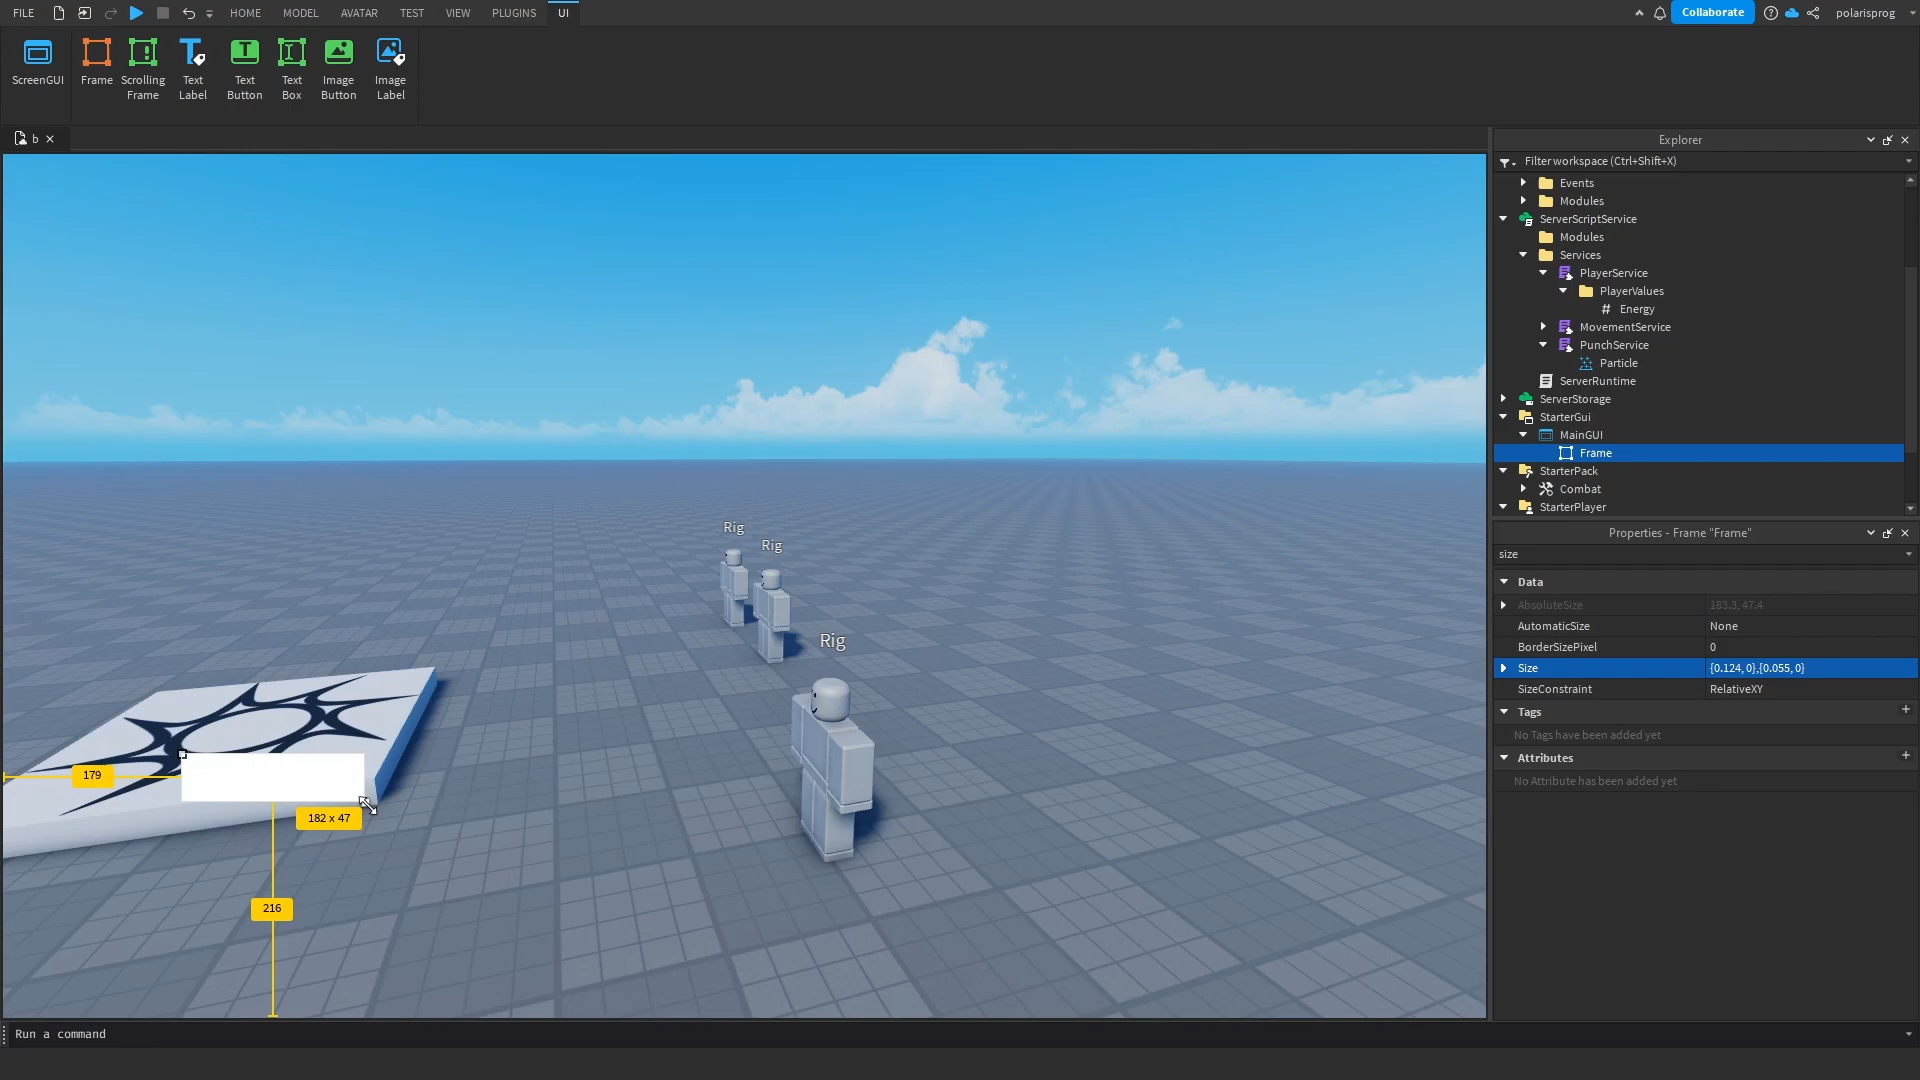 FILE HOME MODEL AVATAR TEST VIEW PLUGINS UI Collaborate polarisprog
ScreenGUI
Frame
Scrolling
Frame
Text
Label
Text
Button
Text
Box
Image
Button
Image
Label
b
Explorer
Filter workspace (Ctrl+Shift+X)
Events
Modules
ServerScriptService
Modules
Services
PlayerService
PlayerValues
# Energy
MovementService
PunchService
Particle
ServerRuntime
ServerStorage
StarterGui
MainGUI
Frame
StarterPack
Combat
StarterPlayer
Rig
Rig
Rig
179
182 x 47
216
Properties - Frame "Frame"
size
Data
AbsoluteSize 183.3, 47.4
AutomaticSize None
BorderSizePixel 0
Size {0.124, 0},{0.055, 0}
SizeConstraint RelativeXY
Tags
No Tags have been added yet
Attributes
No Attribute has been added yet
Run a command